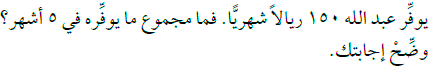 يوفِّر عبد الله ١٥٠ ريالاً شهريًّا. فما مجموع ما يوفِّره في ٥ أشهر؟
وضِّحْ إجابتك.